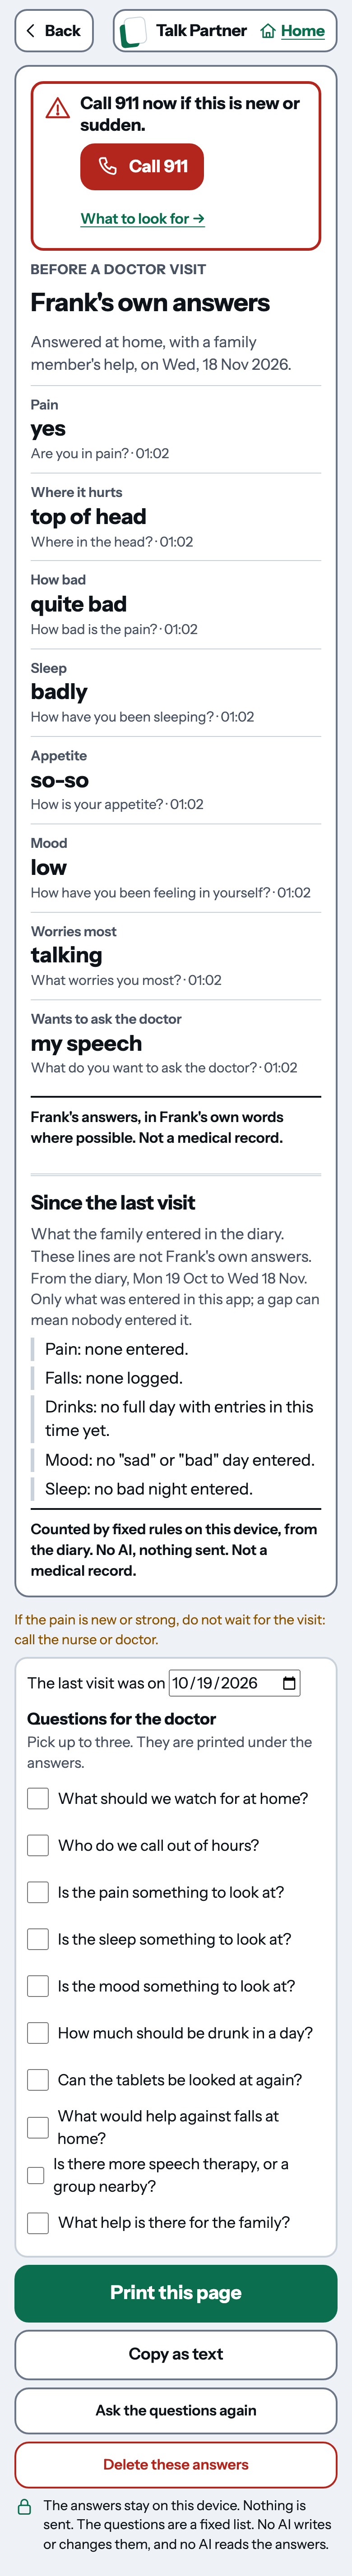 Back
Talk Partner
Home
Call 911 now if this is new or
sudden.
Call 911
What to look for →
BEFORE A DOCTOR VISIT
Frank's own answers
Answered at home, with a family
member's help, on Wed, 18 Nov 2026.
Pain
yes
Are you in pain? · 01:02
Where it hurts
top of head
Where in the head? · 01:02
How bad
quite bad
How bad is the pain? · 01:02
Sleep
badly
How have you been sleeping? · 01:02
Appetite
so-so
How is your appetite? · 01:02
Mood
low
How have you been feeling in yourself? · 01:02
Worries most
talking
What worries you most? · 01:02
Wants to ask the doctor
my speech
What do you want to ask the doctor? · 01:02
Frank's answers, in Frank's own words
where possible. Not a medical record.
Since the last visit
What the family entered in the diary.
These lines are not Frank's own answers.
From the diary, Mon 19 Oct to Wed 18 Nov.
Only what was entered in this app; a gap can
mean nobody entered it.
Pain: none entered.
Falls: none logged.
Drinks: no full day with entries in this
time yet.
Mood: no "sad" or "bad" day entered.
Sleep: no bad night entered.
Counted by fixed rules on this device, from
the diary. No AI, nothing sent. Not a
medical record.
If the pain is new or strong, do not wait for the visit:
call the nurse or doctor.
The last visit was on 10/19/2026
Questions for the doctor
Pick up to three. They are printed under the
answers.
What should we watch for at home?
Who do we call out of hours?
Is the pain something to look at?
Is the sleep something to look at?
Is the mood something to look at?
How much should be drunk in a day?
Can the tablets be looked at again?
What would help against falls at
home?
Is there more speech therapy, or a
group nearby?
What help is there for the family?
Print this page
Copy as text
Ask the questions again
Delete these answers
The answers stay on this device. Nothing is
sent. The questions are a fixed list. No AI writes
or changes them, and no AI reads the answers.